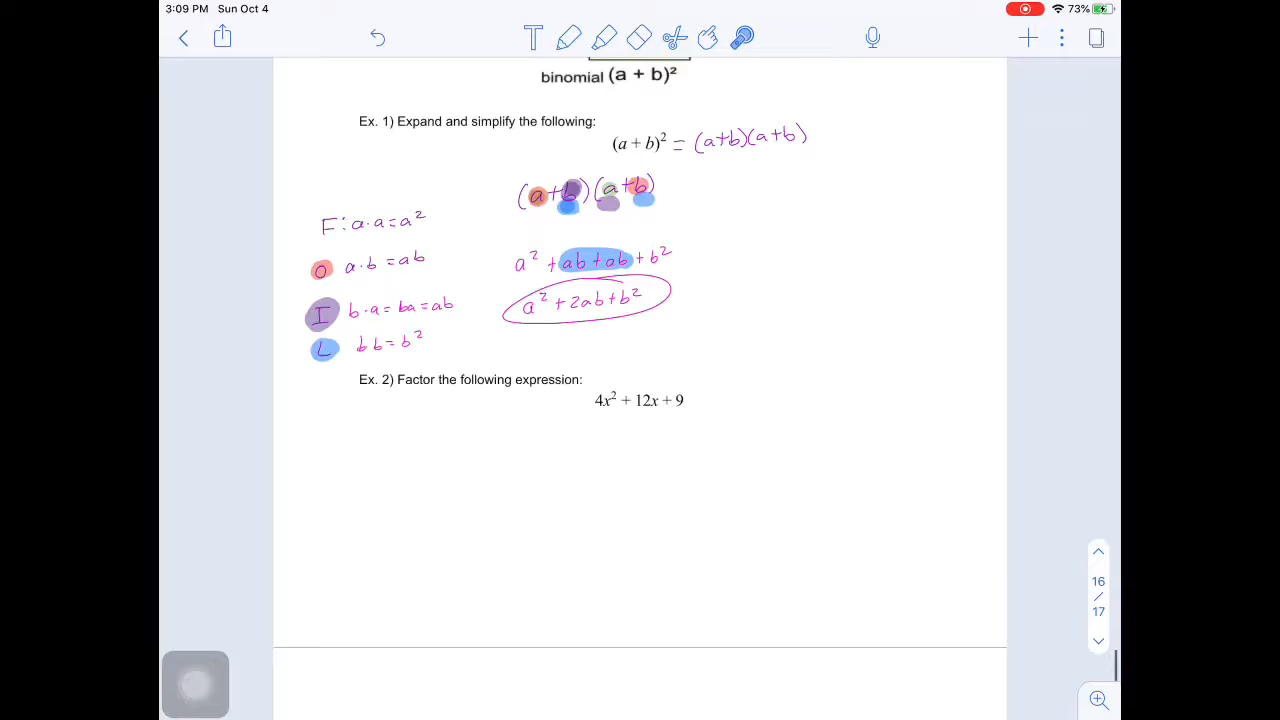 3:09 PM Sun Oct 4 73%
binomial (a + b)²
Ex. 1) Expand and simplify the following:
(a + b)² = (a+b)(a+b)
(a+b)(a+b)
F: a·a=a²
O a·b=ab
a² + ab + ab + b²
I b·a=ba=ab
a² + 2ab + b²
L b b = b²
Ex. 2) Factor the following expression:
4x² + 12x + 9
16
/
17